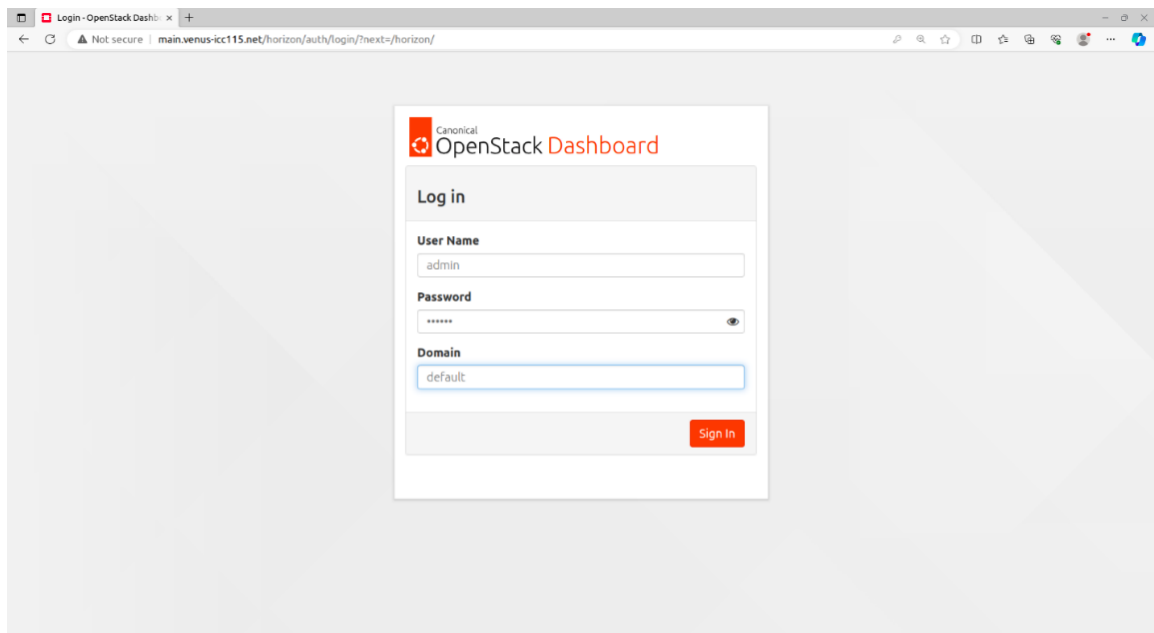 Login - OpenStack Dashb
Not secure | main.venus-icc115.net/horizon/auth/login/?next=/horizon/
Canonical
OpenStack Dashboard
Log in
User Name
admin
Password
••••••
Domain
default
Sign In